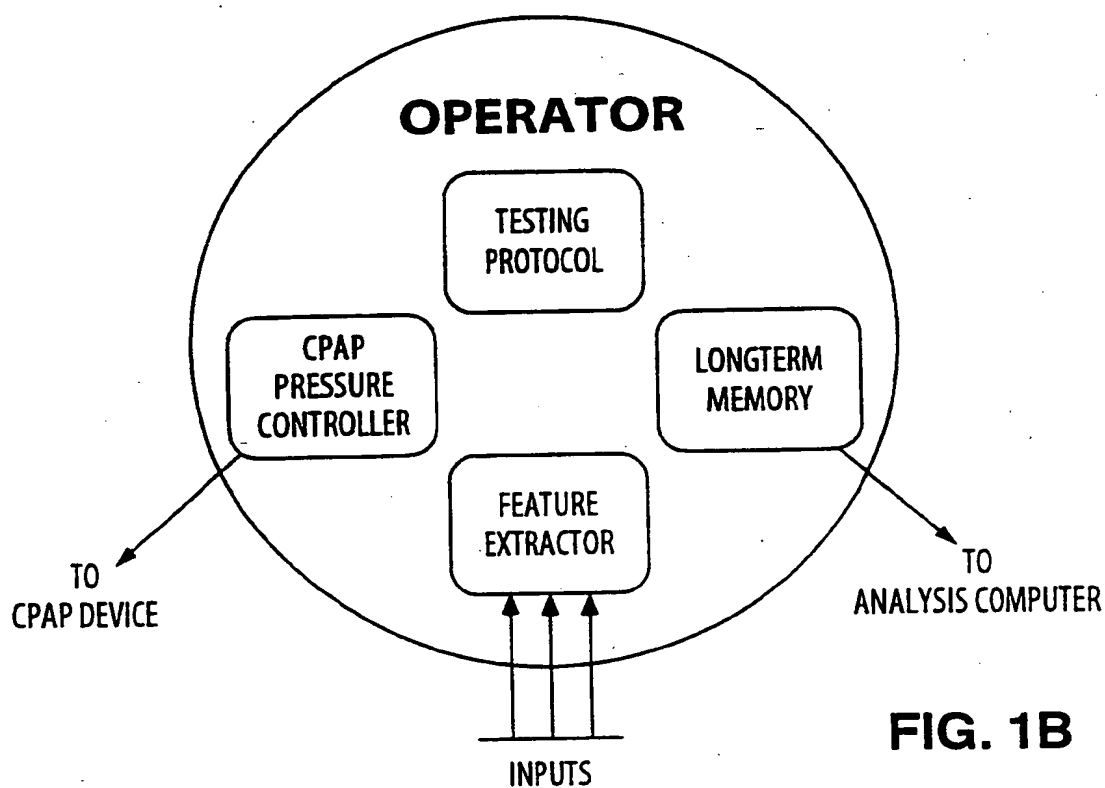 OPERATOR
TESTING
PROTOCOL
CPAP
PRESSURE
CONTROLLER
LONGTERM
MEMORY
FEATURE
EXTRACTOR
TO
CPAP DEVICE
TO
ANALYSIS COMPUTER
INPUTS
FIG. 1B